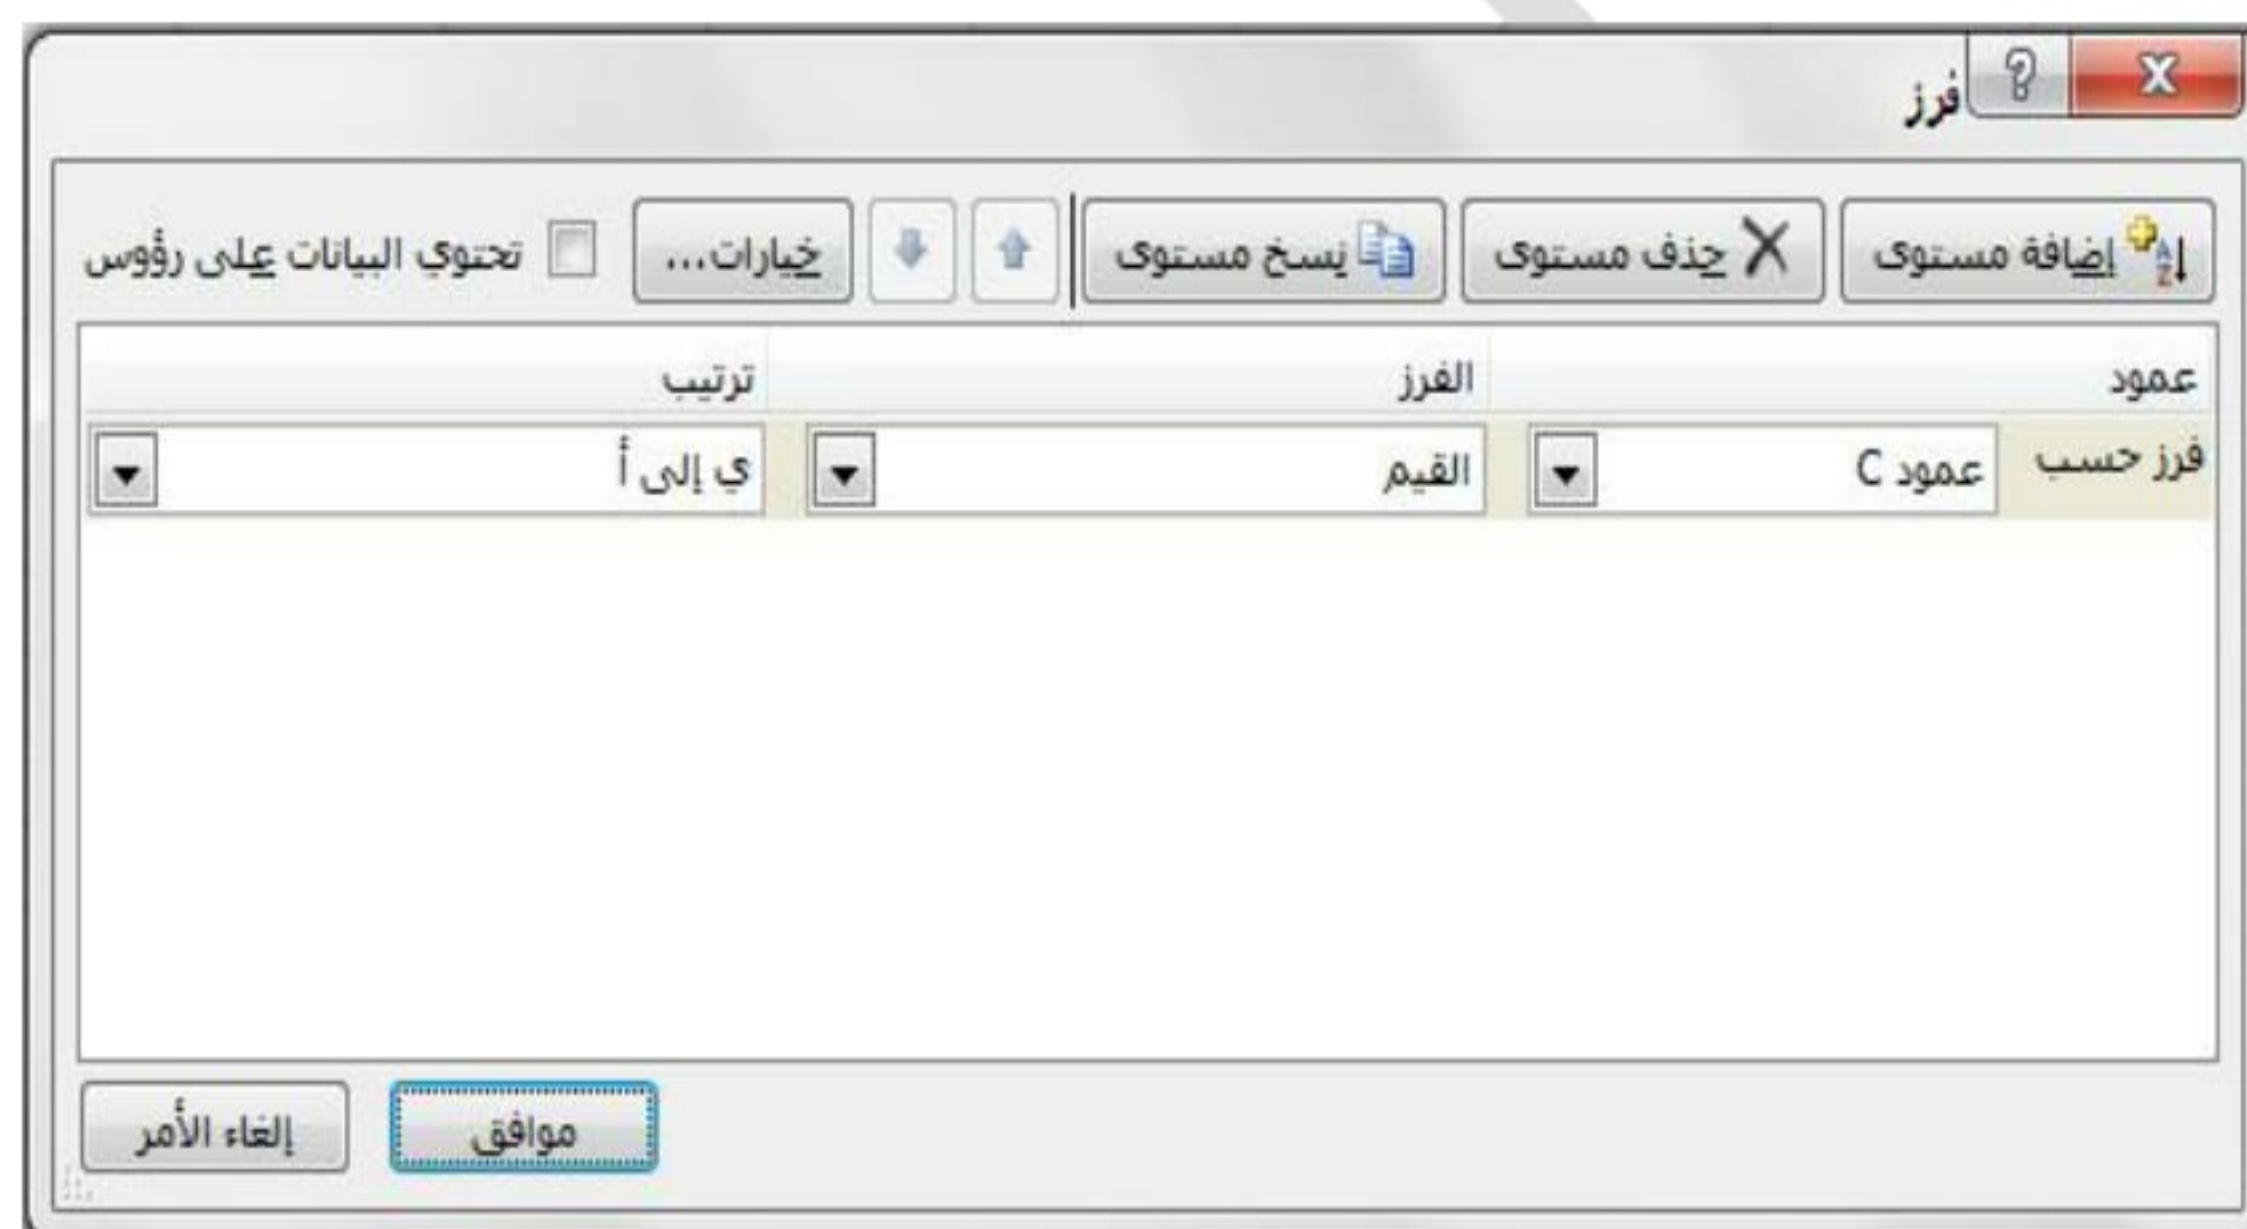 فرز
إضافة مستوى حذف مستوى نسخ مستوى خيارات... تحتوي البيانات على رؤوس
عمود الفرز ترتيب
فرز حسب عمود C القيم ي إلى أ
موافق إلغاء الأمر